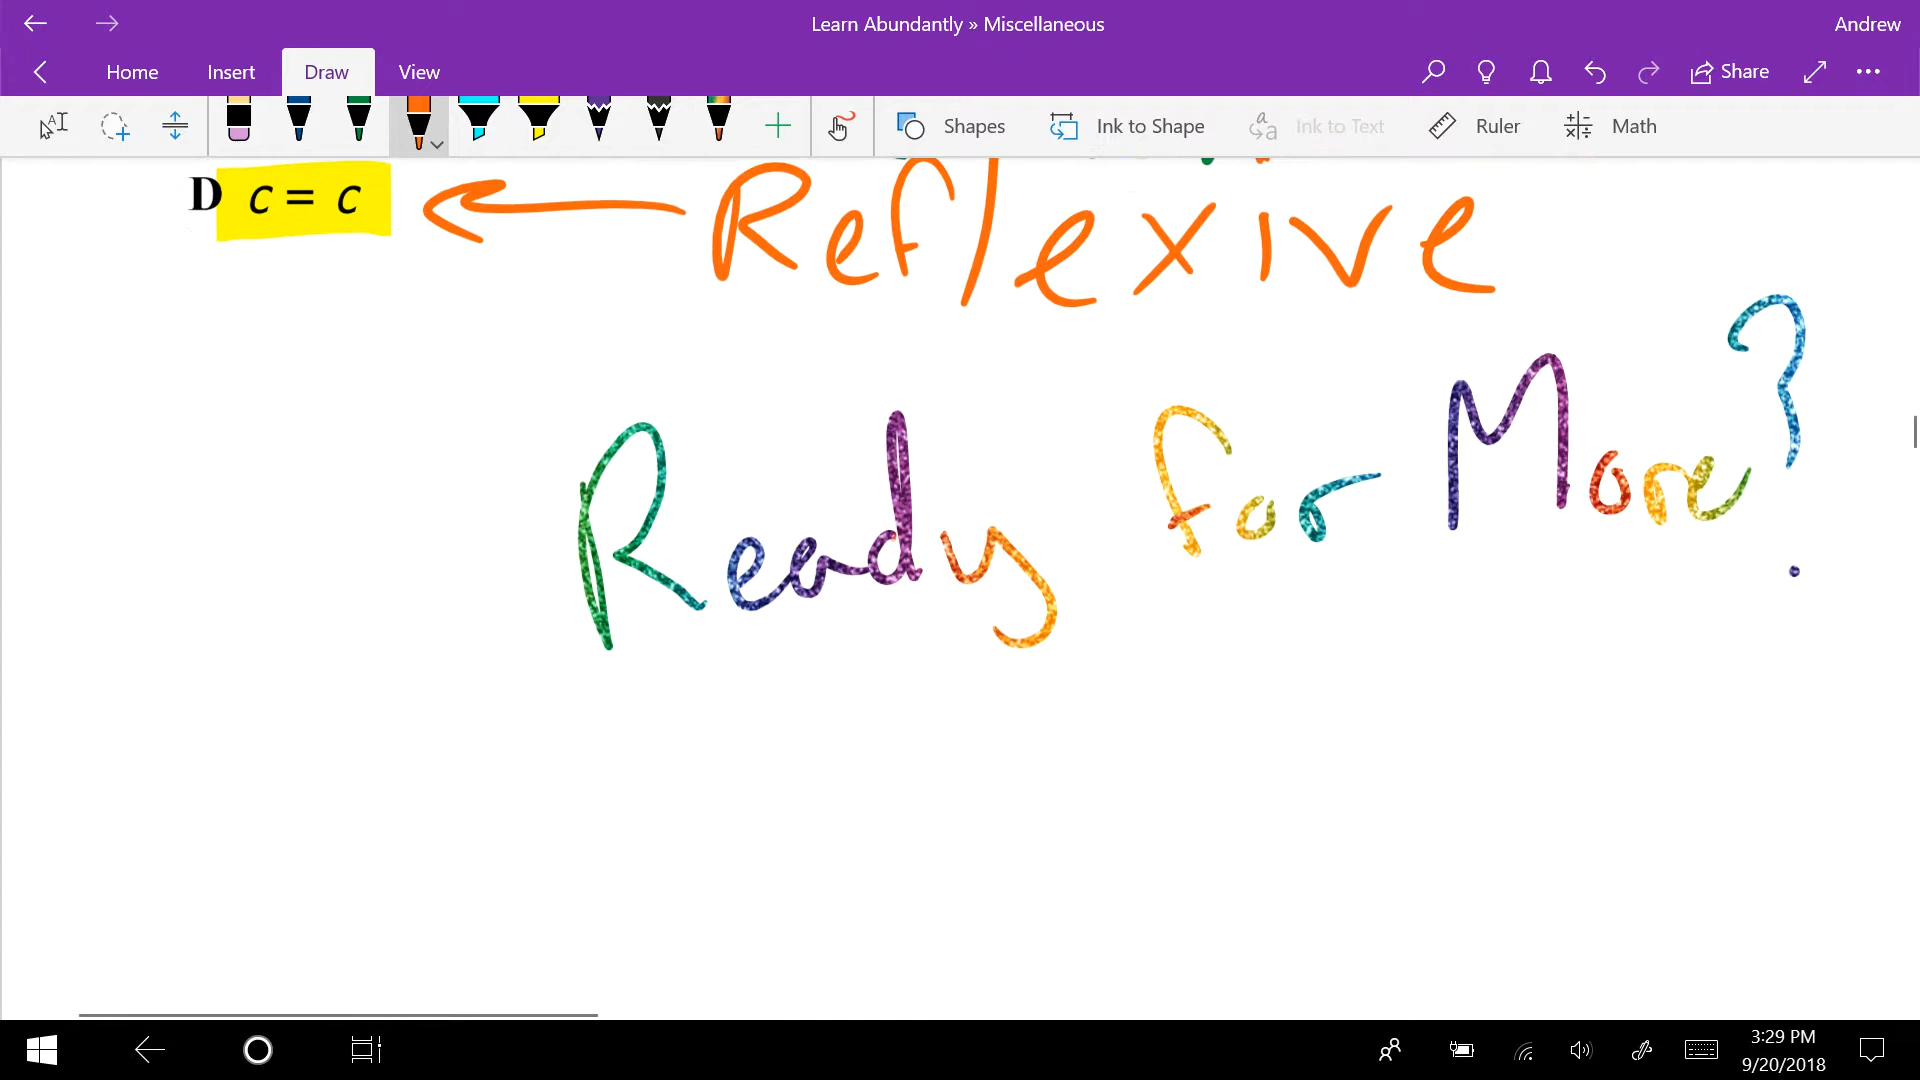 Learn Abundantly » Miscellaneous
Andrew
Home Insert Draw View
Share
Shapes Ink to Shape Ink to Text Ruler Math
D c = c
Reflexive
Ready for More?
3:29 PM
9/20/2018